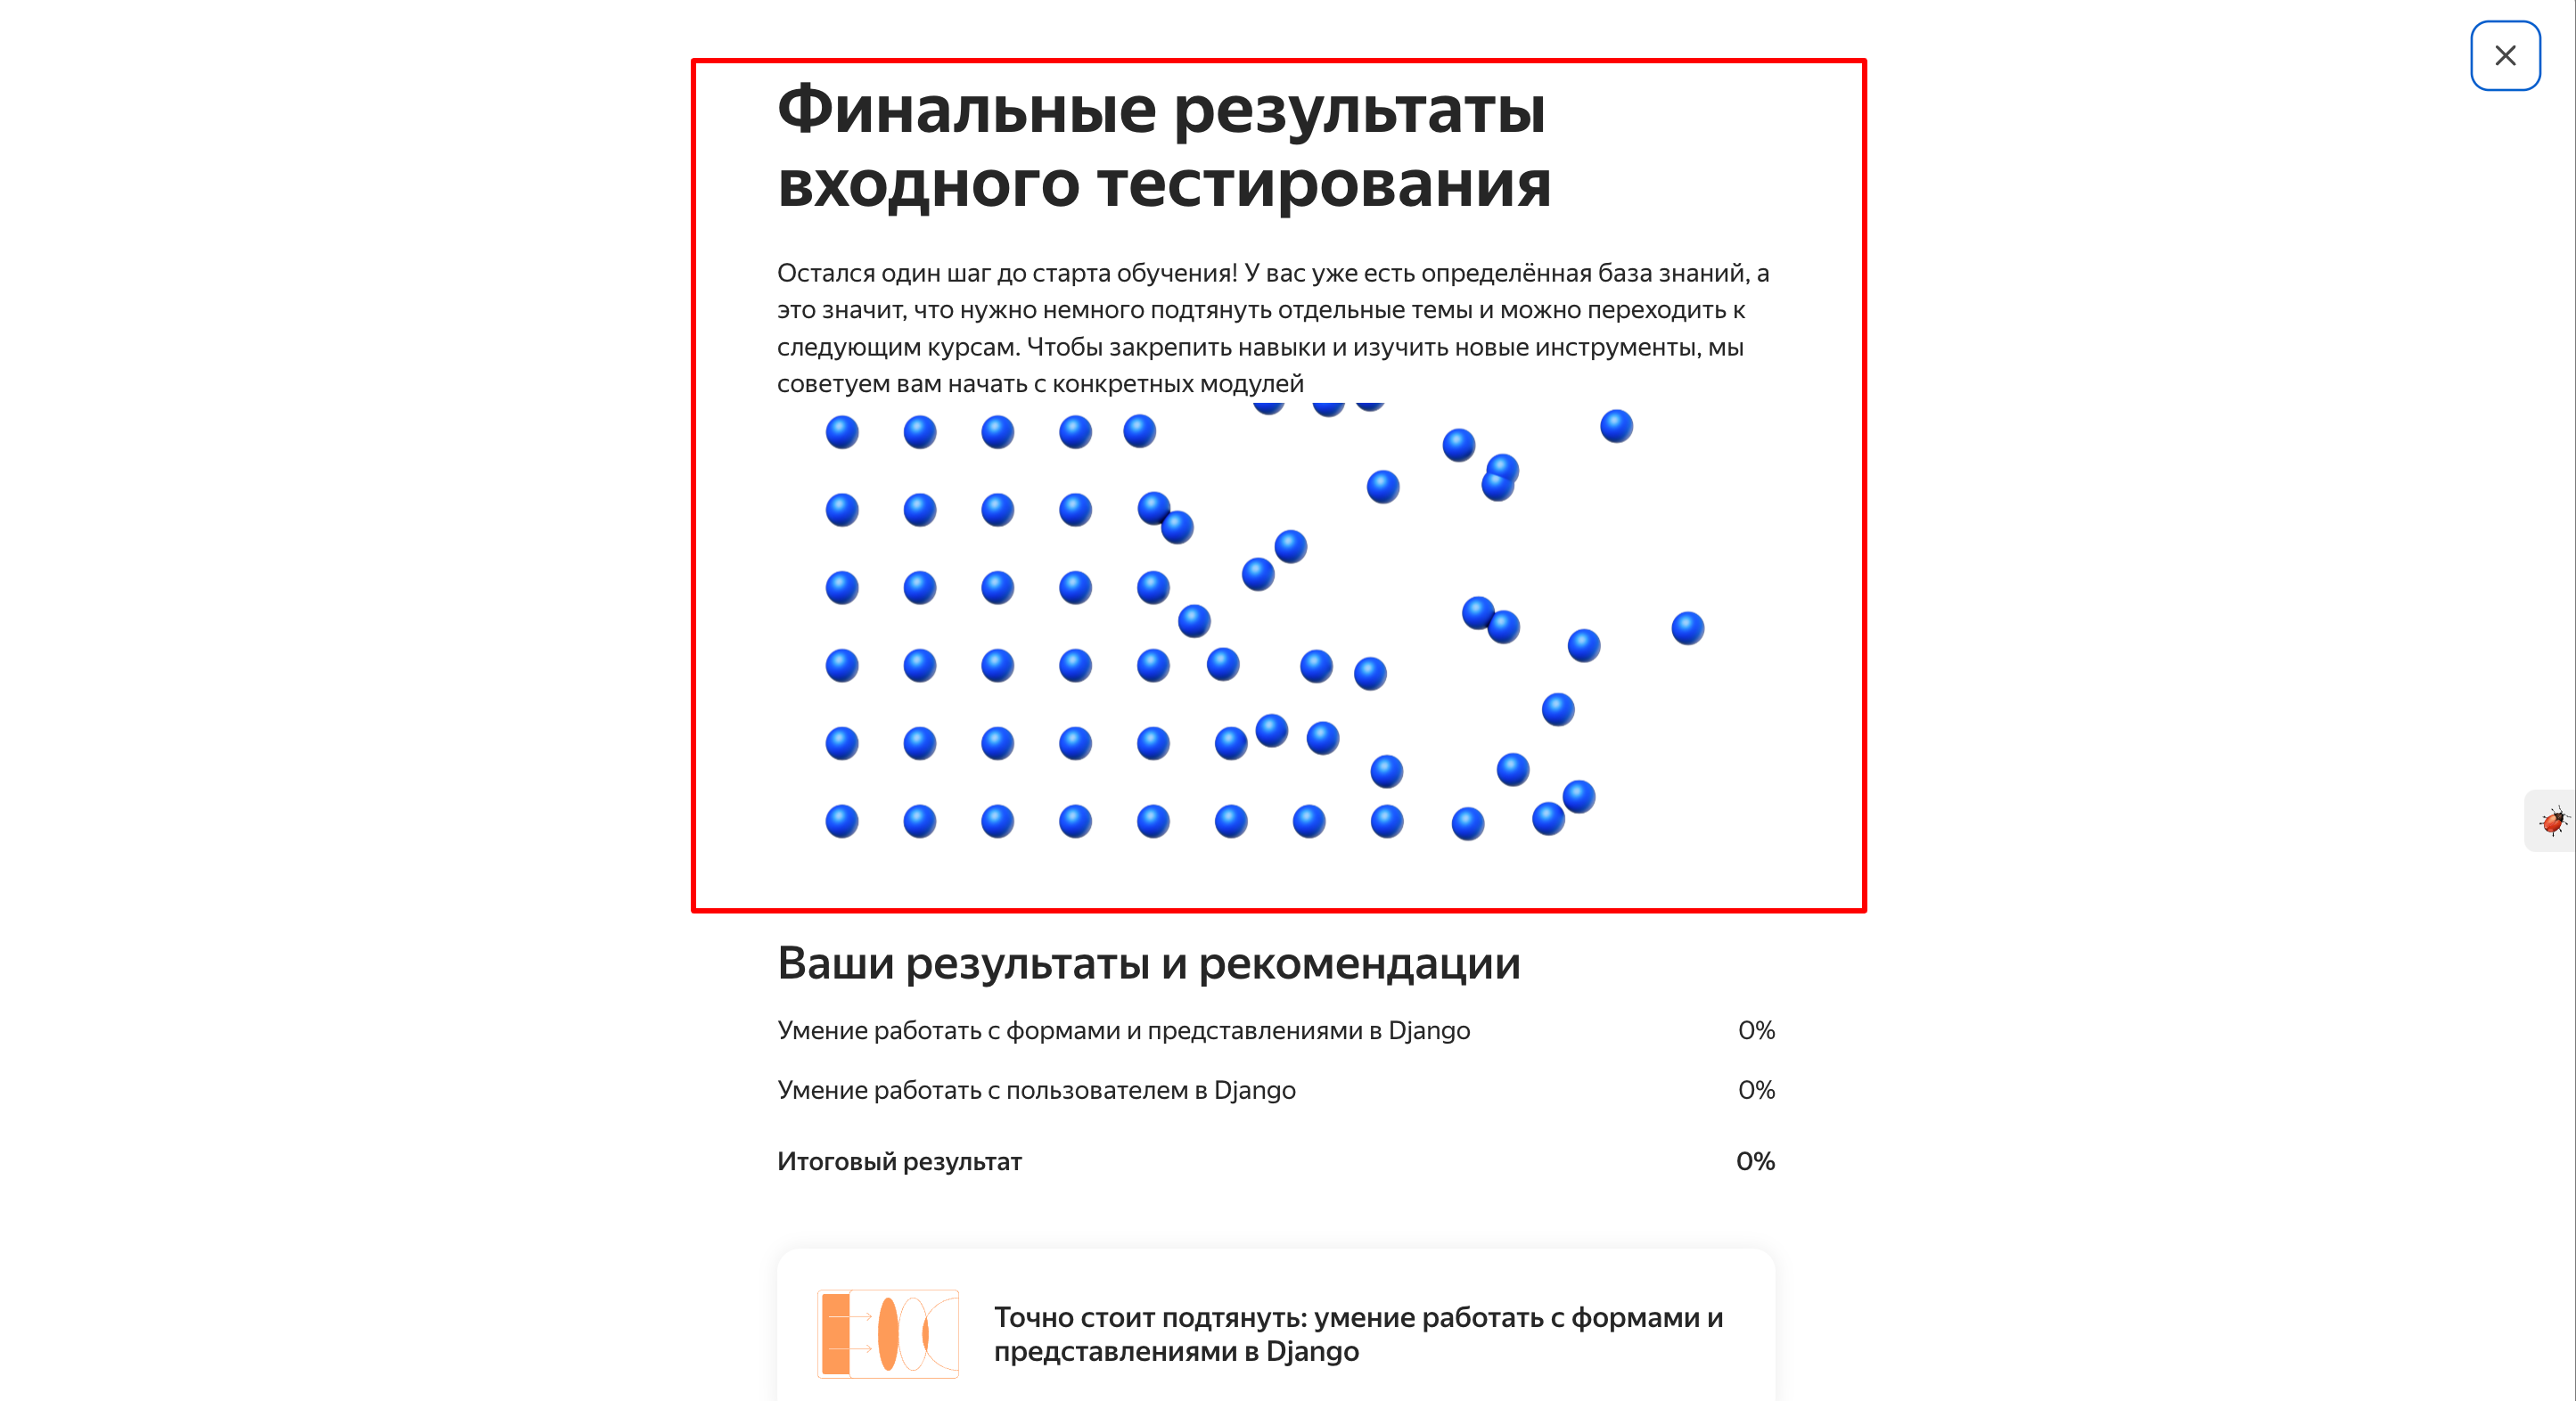 Финальные результаты
входного тестирования
Остался один шаг до старта обучения! У вас уже есть определённая база знаний, а
это значит, что нужно немного подтянуть отдельные темы и можно переходить к
следующим курсам. Чтобы закрепить навыки и изучить новые инструменты, мы
советуем вам начать с конкретных модулей
Ваши результаты и рекомендации
Умение работать с формами и представлениями в Django 0%
Умение работать с пользователем в Django 0%
Итоговый результат 0%
Точно стоит подтянуть: умение работать с формами и
представлениями в Django